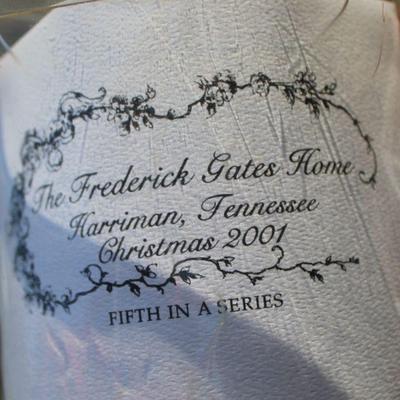 The Frederick Gates Home
Harriman, Tennessee
Christmas 2001
FIFTH IN A SERIES